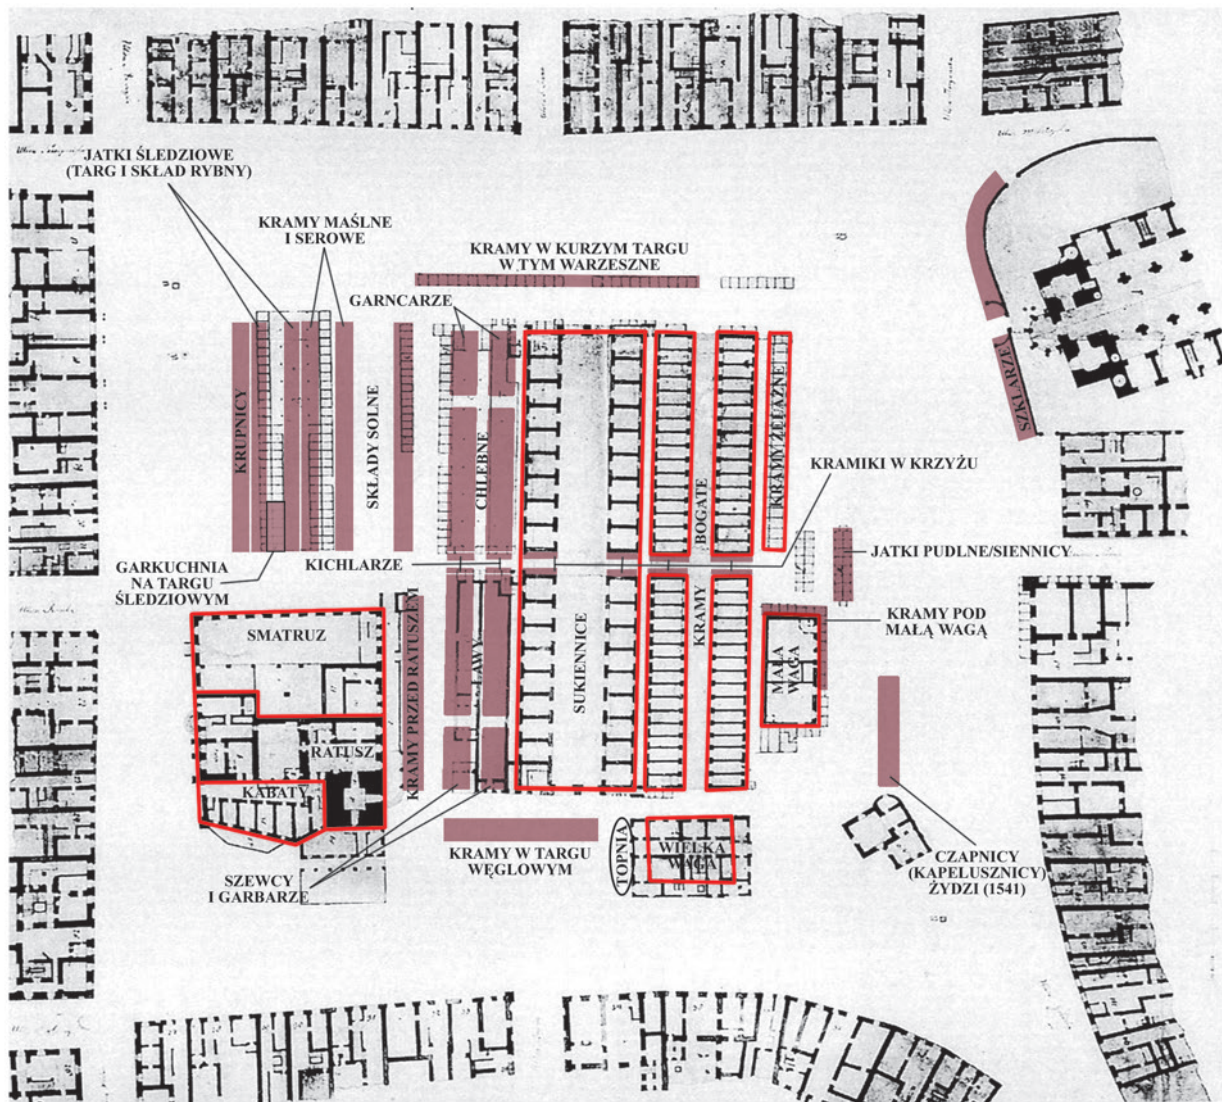 JATKI ŚLEDZIOWE
(TARG I SKŁAD RYBNY)
KRAMY MAŚLNE
I SEROWE
KRAMY W KURZYM TARGU
W TYM WARZESZNE
GARNCARZE
KRUPNICY
SKŁADY SOLNE
CHLEBNE
BOGATE
KRAMY ŻELAZNE
SZKLARZE
KRAMIKI W KRZYŻU
JATKI PUDLNE/SIENNICY
GARKUCHNIA
NA TARGU
ŚLEDZIOWYM
KICHLARZE
KRAMY POD
MAŁĄ WAGĄ
SMATRUZ
KRAMY PRZED RATUSZEM
ŁAWY
SUKIENNICE
KRAMY
MAŁA
WAGA
RATUSZ
KABATY
SZEWCY
I GARBARZE
KRAMY W TARGU
WĘGLOWYM
TOPNIA
WIELKA
WAGA
CZAPNICY
(KAPELUSZNICY)
ŻYDZI (1541)